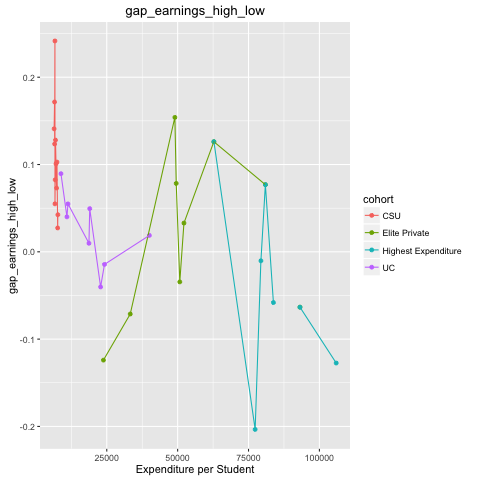 gap_earnings_high_low
gap_earnings_high_low
0.2
0.1
0.0
-0.1
-0.2
25000 50000 75000 100000
Expenditure per Student
cohort
CSU
Elite Private
Highest Expenditure
UC